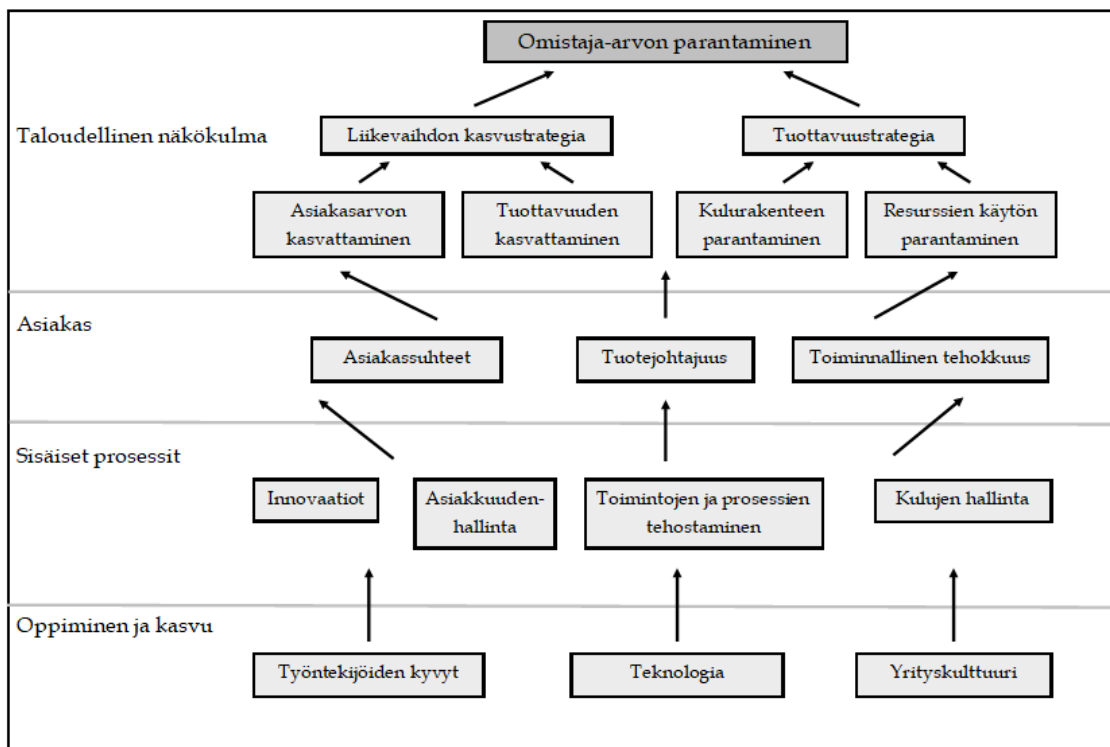 Omistaja-arvon parantaminen
Taloudellinen näkökulma
Liikevaihdon kasvustrategia
Tuottavuustrategia
Asiakasarvon
kasvattaminen
Tuottavuuden
kasvattaminen
Kulurakenteen
parantaminen
Resurssien käytön
parantaminen
Asiakas
Asiakassuhteet
Tuotejohtajuus
Toiminnallinen tehokkuus
Sisäiset prosessit
Innovaatiot
Asiakkuuden-
hallinta
Toimintojen ja prosessien
tehostaminen
Kulujen hallinta
Oppiminen ja kasvu
Työntekijöiden kyvyt
Teknologia
Yrityskulttuuri